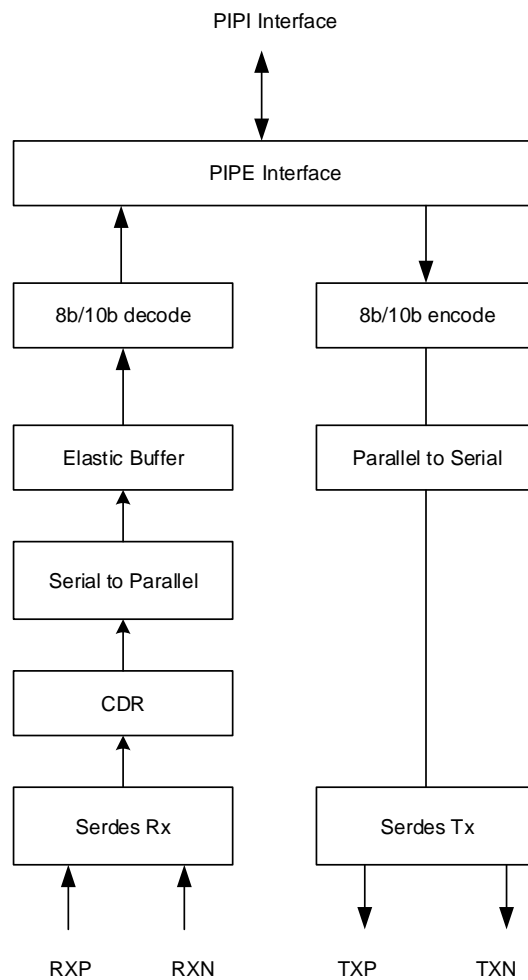 PIPI Interface
PIPE Interface
8b/10b decode
8b/10b encode
Elastic Buffer
Parallel to Serial
Serial to Parallel
CDR
Serdes Rx
Serdes Tx
RXP
RXN
TXP
TXN